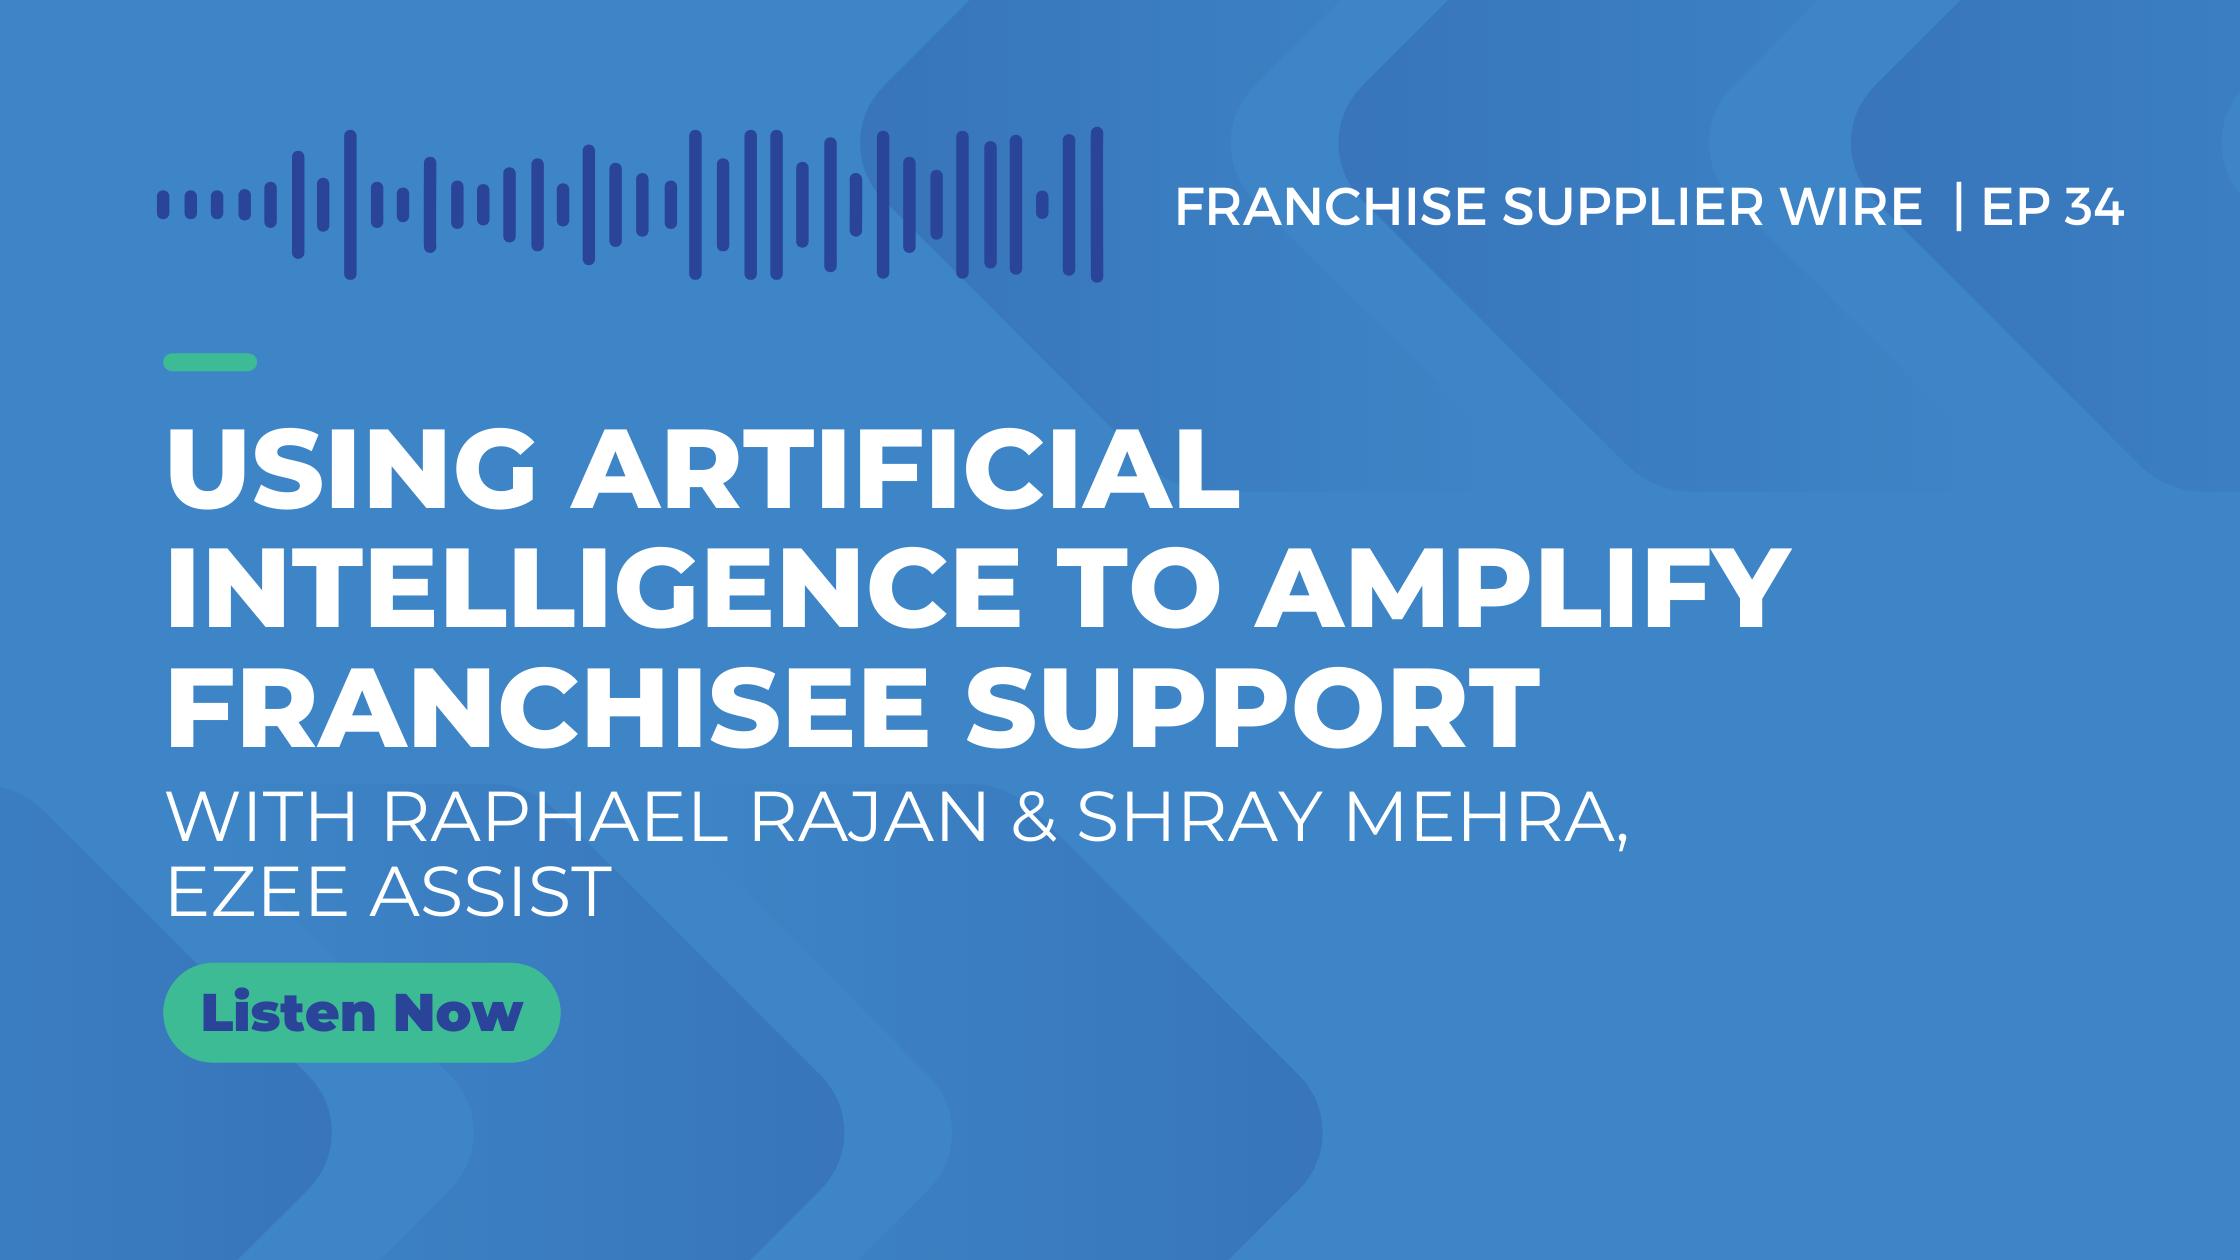 FRANCHISE SUPPLIER WIRE | EP 34
USING ARTIFICIAL
INTELLIGENCE TO AMPLIFY
FRANCHISEE SUPPORT
WITH RAPHAEL RAJAN & SHRAY MEHRA,
EZEE ASSIST
Listen Now